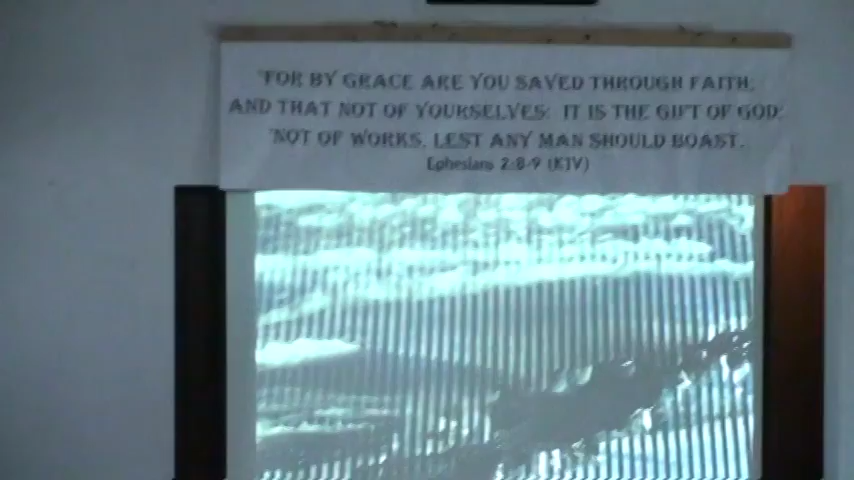 "FOR BY GRACE ARE YOU SAVED THROUGH FAITH;
AND THAT NOT OF YOURSELVES: IT IS THE GIFT OF GOD:
"NOT OF WORKS, LEST ANY MAN SHOULD BOAST.
Ephesians 2:8-9 (KJV)